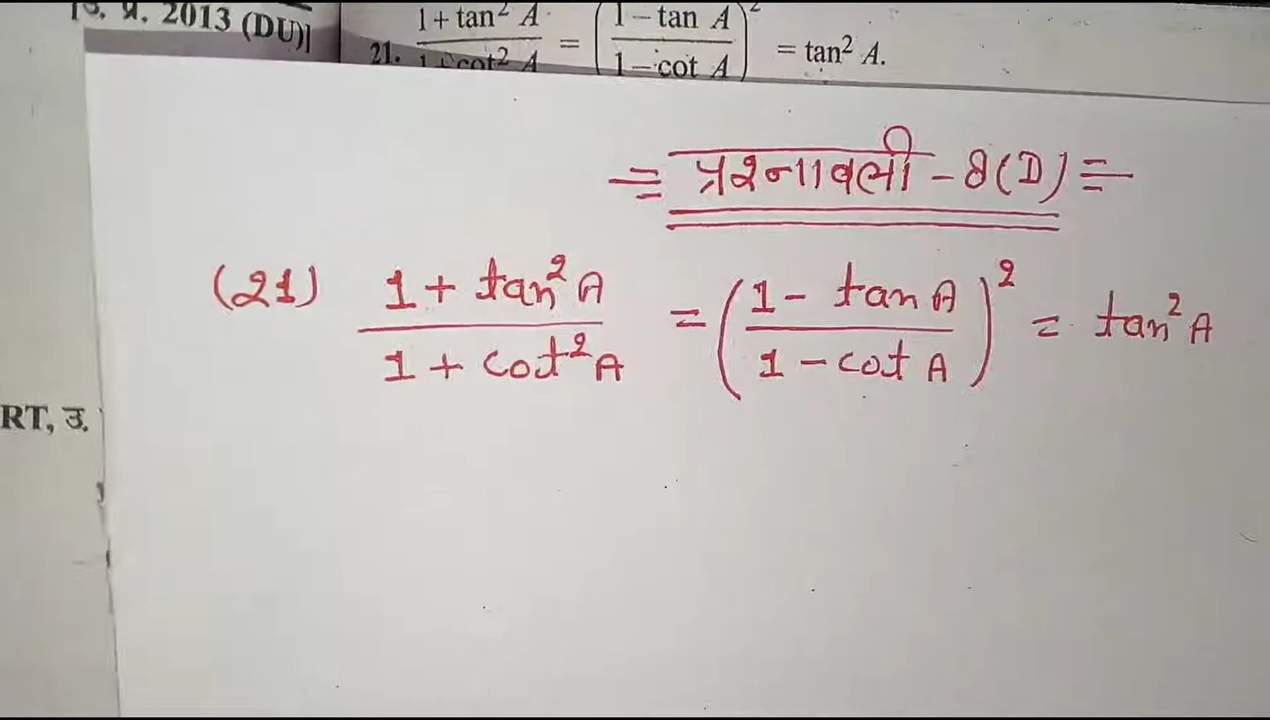 प्र. 2013 (DU)]
21. (1 + tan² A)/(1 + cot² A) = ((1 – tan A)/(1 – cot A))² = tan² A.
= प्रश्नावली - 8(D) =
(21) (1 + tan²A)/(1 + cot²A) = ((1 - tan A)/(1 - cot A))² = tan²A
RT, उ.